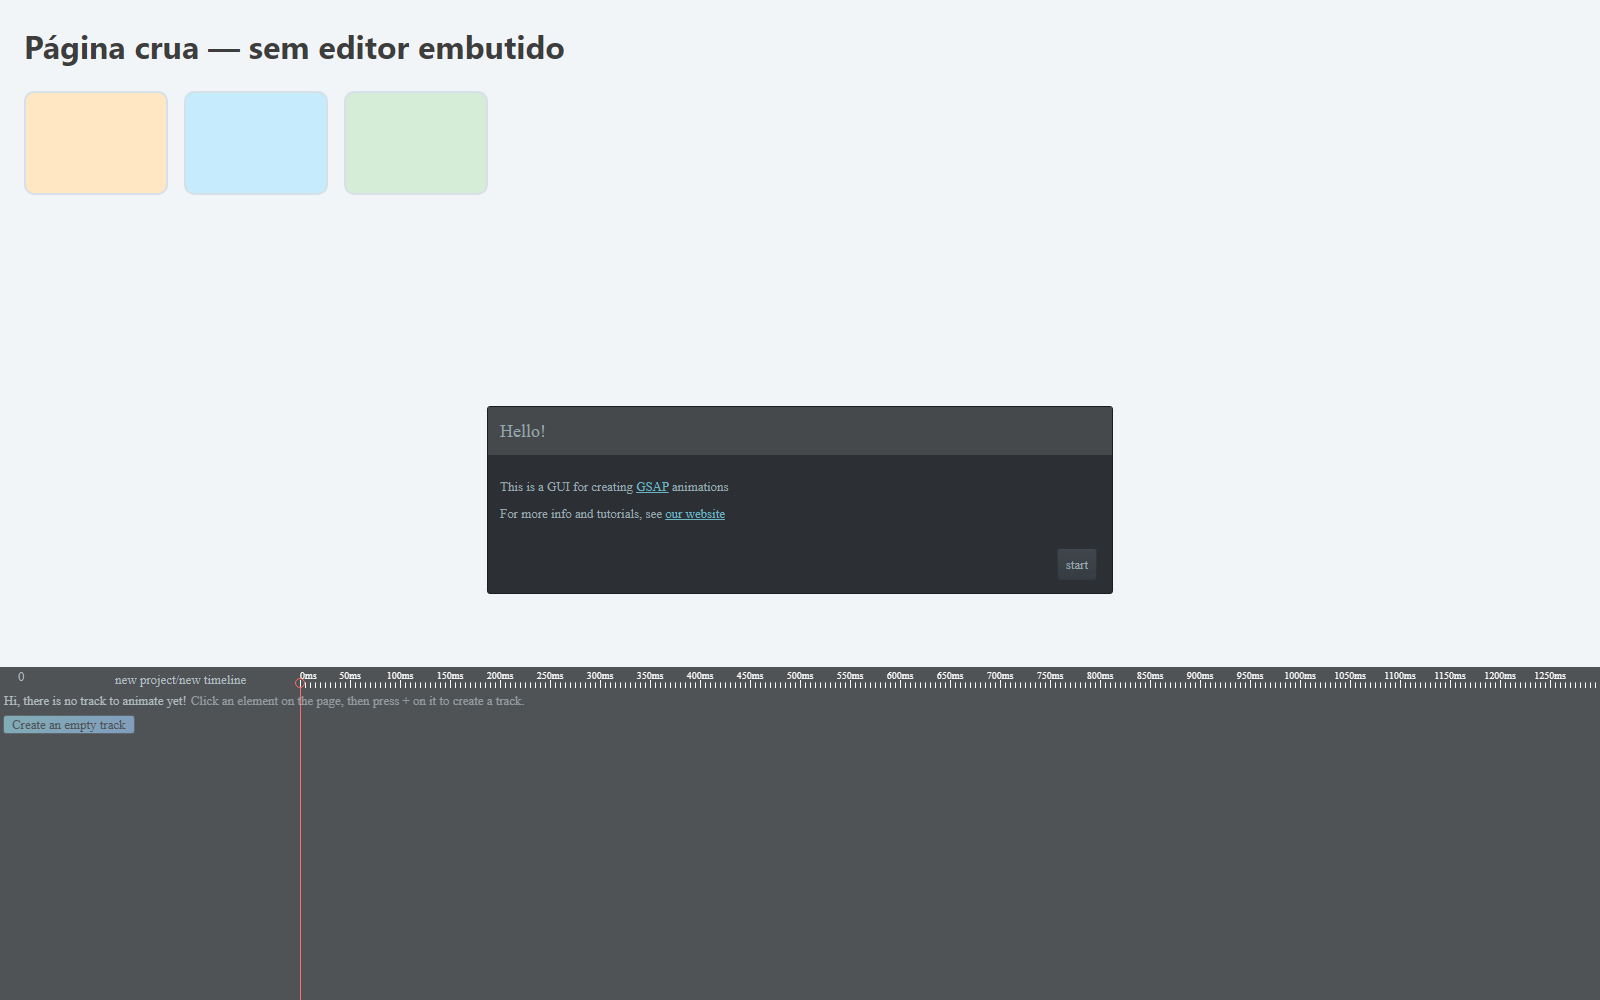 Página crua — sem editor embutido
Hello!
This is a GUI for creating GSAP animations
For more info and tutorials, see our website
start
0
new project/new timeline
0ms 50ms 100ms 150ms 200ms 250ms 300ms 350ms 400ms 450ms 500ms 550ms 600ms 650ms 700ms 750ms 800ms 850ms 900ms 950ms 1000ms 1050ms 1100ms 1150ms 1200ms 1250ms
Hi, there is no track to animate yet! Click an element on the page, then press + on it to create a track.
Create an empty track